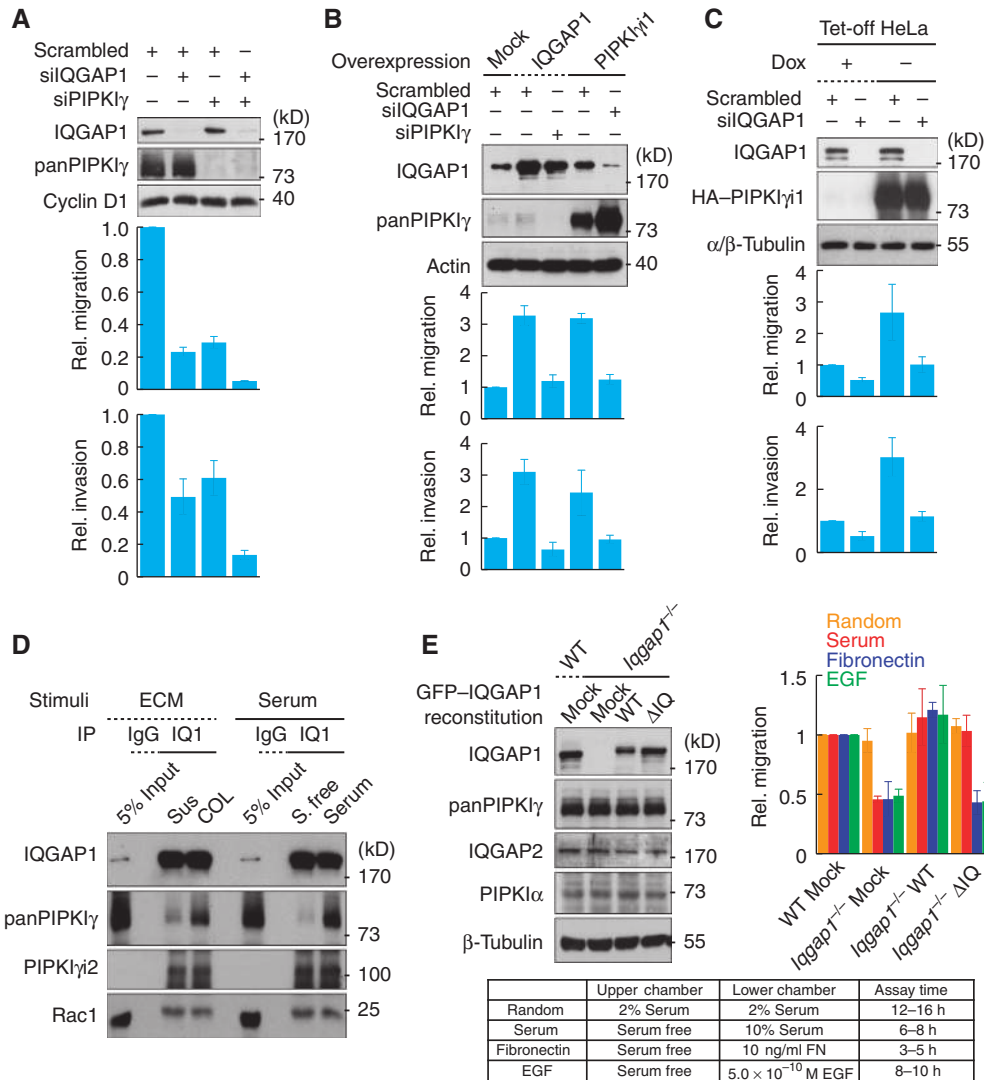 A
Scrambled + − + −
siIQGAP1 − + − +
siPIPKIγ − − + +
(kD)
IQGAP1 170
panPIPKIγ 73
Cyclin D1 40
Rel. migration
1.0
0.8
0.6
0.4
0.2
0
Rel. invasion
1.0
0.8
0.6
0.4
0.2
0
B
Overexpression Mock IQGAP1 PIPKIγi1
Scrambled + + − + −
siIQGAP1 − − − − +
siPIPKIγ − − + − −
(kD)
IQGAP1 170
panPIPKIγ 73
Actin 40
Rel. migration
4
3
2
1
0
Rel. invasion
4
3
2
1
0
C
Tet-off HeLa
Dox + −
Scrambled + − + −
siIQGAP1 − + − +
(kD)
IQGAP1 170
HA–PIPKIγi1 73
α/β-Tubulin 55
Rel. migration
4
3
2
1
0
Rel. invasion
4
2
0
D
Stimuli ECM Serum
IP IgG IQ1 IgG IQ1
5% Input Sus COL 5% Input S. free Serum
(kD)
IQGAP1 170
panPIPKIγ 73
PIPKIγi2 100
Rac1 25
E
WT Iqgap1−/−
GFP–IQGAP1
reconstitution Mock Mock WT ΔIQ
(kD)
IQGAP1 170
panPIPKIγ 73
IQGAP2 170
PIPKIα 73
β-Tubulin 55
Random
Serum
Fibronectin
EGF
Rel. migration
1.5
1
0.5
0
WT Mock
Iqgap1−/− Mock
Iqgap1−/− WT
Iqgap1−/− ΔIQ
Upper chamber Lower chamber Assay time
Random 2% Serum 2% Serum 12–16 h
Serum Serum free 10% Serum 6–8 h
Fibronectin Serum free 10 ng/ml FN 3–5 h
EGF Serum free 5.0 × 10−10 M EGF 8–10 h